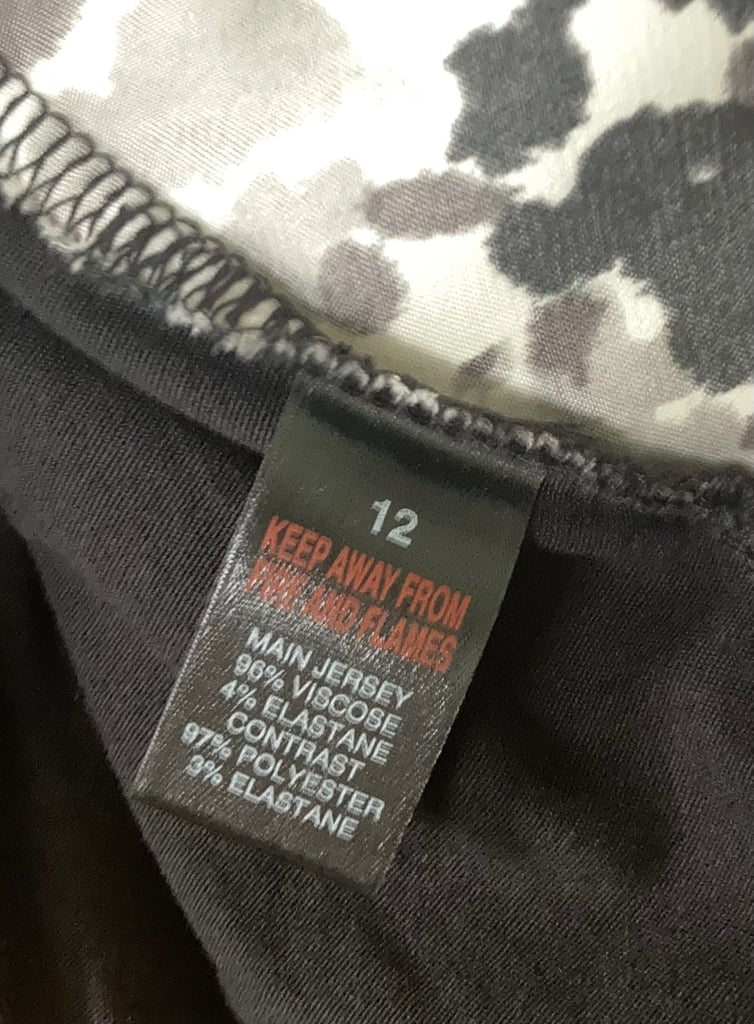 12
KEEP AWAY FROM
FIRE AND FLAMES
MAIN JERSEY
96% VISCOSE
4% ELASTANE
CONTRAST
97% POLYESTER
3% ELASTANE